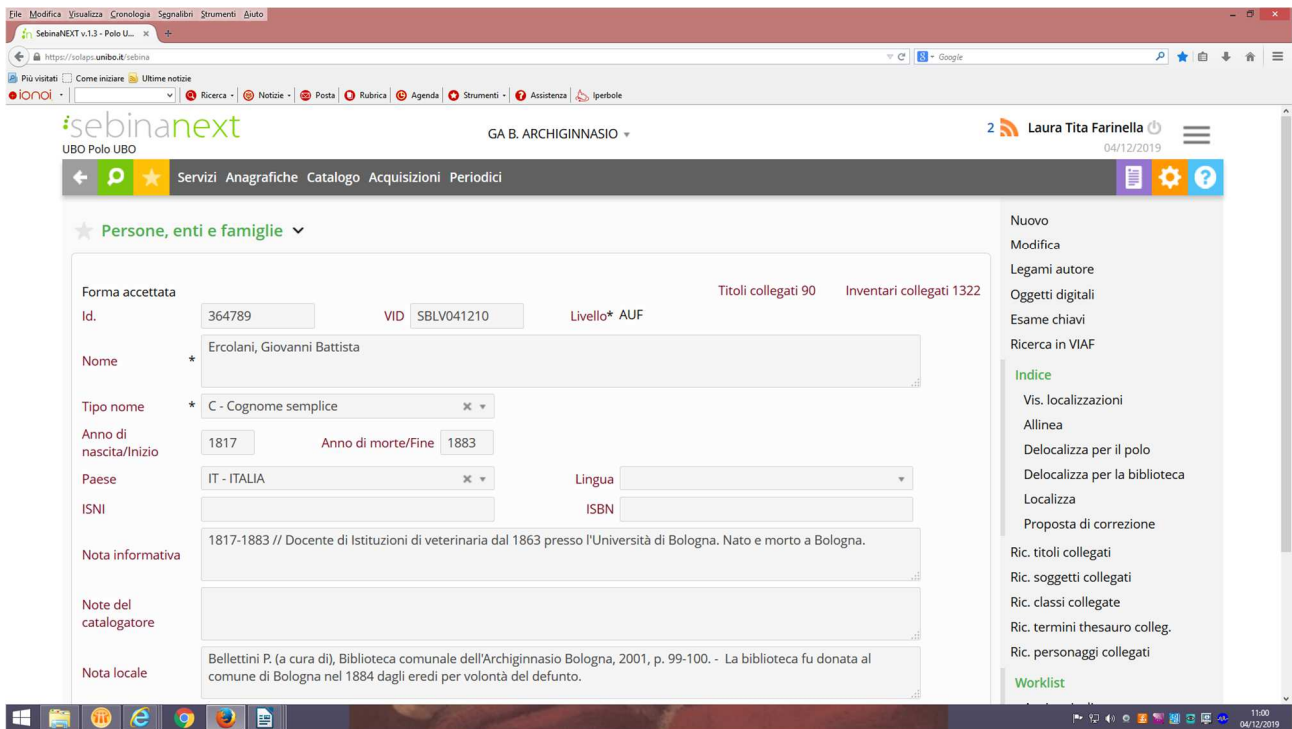 File Modifica Visualizza Cronologia Segnalibri Strumenti Aiuto
SebinaNEXT v.1.3 - Polo U...
https://solaps.unibo.it/sebina
Google
Più visitati Come iniziare Ultime notizie
Ricerca Notizie Posta Rubrica Agenda Strumenti Assistenza Iperbole
sebinanext
UBO Polo UBO
GA B. ARCHIGINNASIO
2 Laura Tita Farinella
04/12/2019
Servizi Anagrafiche Catalogo Acquisizioni Periodici
Persone, enti e famiglie
Forma accettata
Titoli collegati 90 Inventari collegati 1322
Id. 364789 VID SBLV041210 Livello* AUF
Nome * Ercolani, Giovanni Battista
Tipo nome * C - Cognome semplice
Anno di nascita/Inizio 1817 Anno di morte/Fine 1883
Paese IT - ITALIA Lingua
ISNI ISBN
Nota informativa 1817-1883 // Docente di Istituzioni di veterinaria dal 1863 presso l'Università di Bologna. Nato e morto a Bologna.
Note del
catalogatore
Nota locale
Bellettini P. (a cura di), Biblioteca comunale dell'Archiginnasio Bologna, 2001, p. 99-100. - La biblioteca fu donata al
comune di Bologna nel 1884 dagli eredi per volontà del defunto.
Nuovo
Modifica
Legami autore
Oggetti digitali
Esame chiavi
Ricerca in VIAF
Indice
Vis. localizzazioni
Allinea
Delocalizza per il polo
Delocalizza per la biblioteca
Localizza
Proposta di correzione
Ric. titoli collegati
Ric. soggetti collegati
Ric. classi collegate
Ric. termini thesauro colleg.
Ric. personaggi collegati
Worklist
11:00
04/12/2019